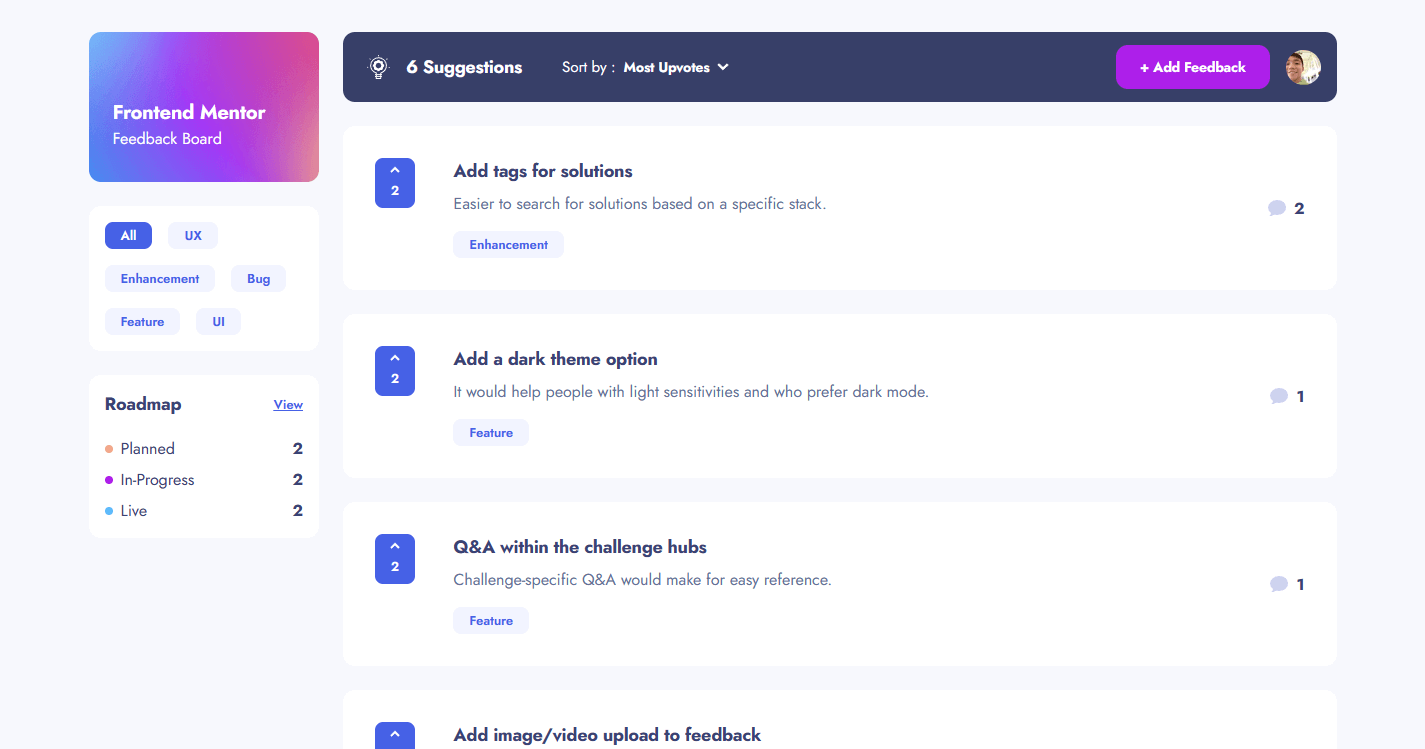 Frontend Mentor
Feedback Board
All UX
Enhancement Bug
Feature UI
Roadmap View
Planned 2
In-Progress 2
Live 2
6 Suggestions Sort by : Most Upvotes + Add Feedback
2
Add tags for solutions
Easier to search for solutions based on a specific stack.
Enhancement
2
2
Add a dark theme option
It would help people with light sensitivities and who prefer dark mode.
Feature
1
2
Q&A within the challenge hubs
Challenge-specific Q&A would make for easy reference.
Feature
1
Add image/video upload to feedback